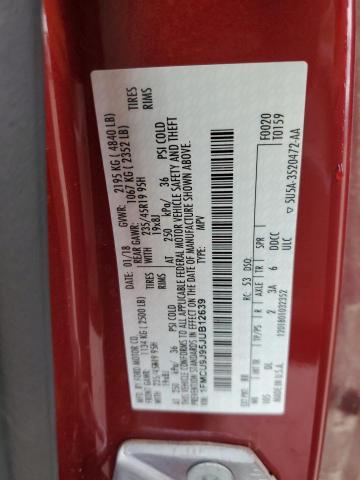 MFD. BY FORD MOTOR CO.
DATE: 01/18 GVWR: 2195 KG (4840 LB)
FRONT GAWR: 1134 KG (2500 LB) REAR GAWR: 1067 KG (2352 LB)
235/45R19 95H TIRES 235/45R19 95H TIRES
19x8J RIMS 19x8J RIMS
AT 250 kPa/ 36 PSI COLD AT 250 kPa/ 36 PSI COLD
THIS VEHICLE CONFORMS TO ALL APPLICABLE FEDERAL MOTOR VEHICLE SAFETY AND THEFT
PREVENTION STANDARDS IN EFFECT ON THE DATE OF MANUFACTURE SHOWN ABOVE.
VIN: 1FMCU9J95JUB12639
TYPE: MPV
F0020
T0159
EXT PNT: RR RC: 53 DSO:
WB BRK INT TR TP/PS R AXLE TR SPR
105 DL 2 3A 6 DDCC
ULC
MADE IN U.S.A. 5U5A-3520472-AA